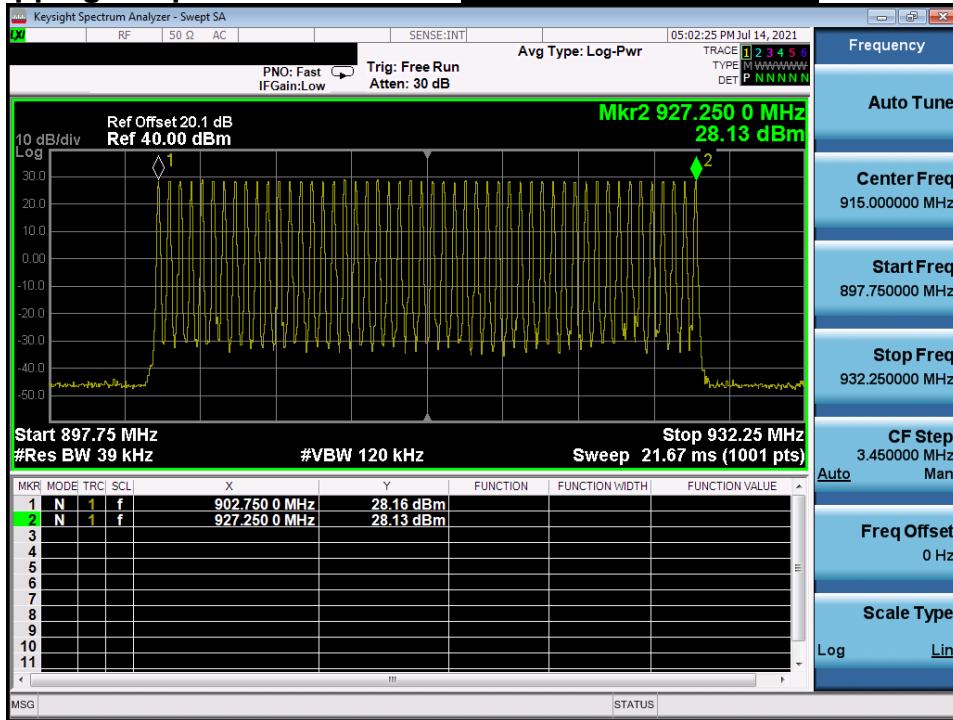 Keysight Spectrum Analyzer - Swept SA
LXI RF 50 Ω AC SENSE:INT 05:02:25 PM Jul 14, 2021
Avg Type: Log-Pwr TRACE 1 2 3 4 5 6
PNO: Fast Trig: Free Run TYPE M W W W W W
IFGain:Low Atten: 30 dB DET P N N N N N
Mkr2 927.250 0 MHz
28.13 dBm
Ref Offset 20.1 dB
10 dB/div Ref 40.00 dBm
Log
1
2
30.0
20.0
10.0
0.00
-10.0
-20.0
-30.0
-40.0
-50.0
Start 897.75 MHz Stop 932.25 MHz
#Res BW 39 kHz #VBW 120 kHz Sweep 21.67 ms (1001 pts)
MKR MODE TRC SCL X Y FUNCTION FUNCTION WIDTH FUNCTION VALUE
1 N 1 f 902.750 0 MHz 28.16 dBm
2 N 1 f 927.250 0 MHz 28.13 dBm
3
4
5
6
7
8
9
10
11
MSG STATUS
Frequency
Auto Tune
Center Freq
915.000000 MHz
Start Freq
897.750000 MHz
Stop Freq
932.250000 MHz
CF Step
3.450000 MHz
Auto Man
Freq Offset
0 Hz
Scale Type
Log Lin